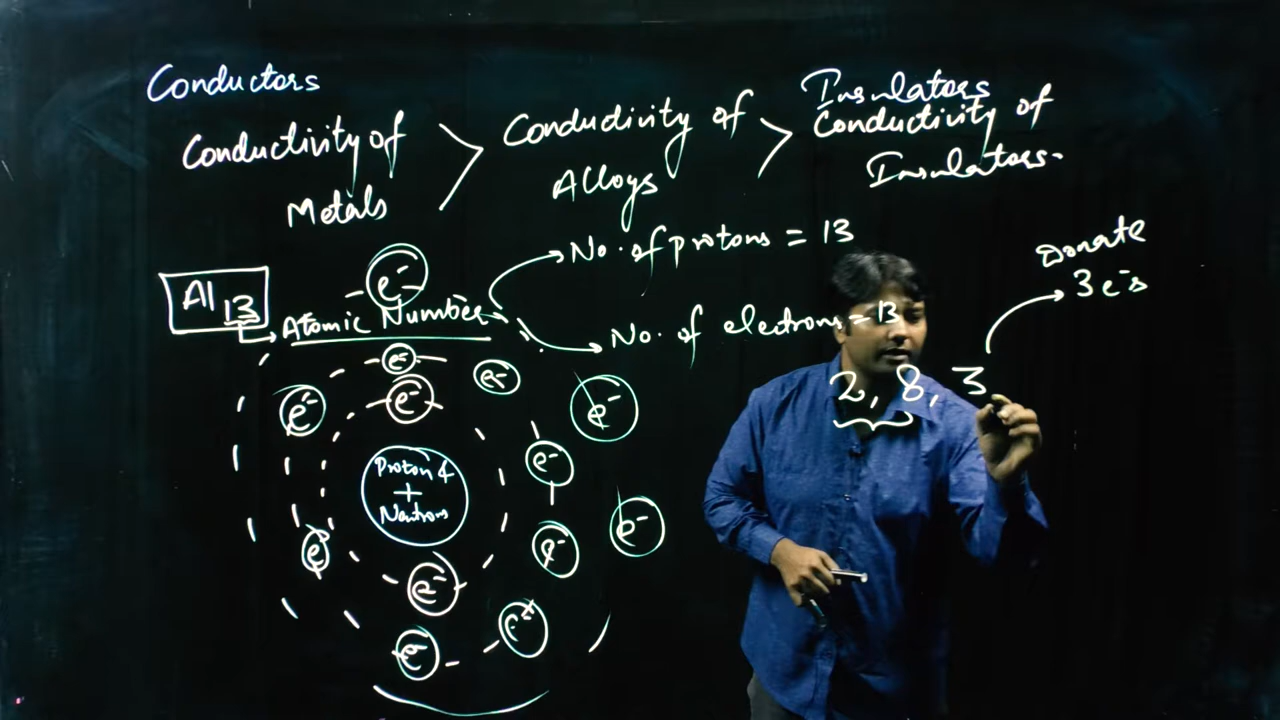 Conductors
Insulators
Conductivity of
Metals
>
Conductivity of
Alloys
>
Conductivity of
Insulators.
Al 13
Atomic Number
No. of protons = 13
No. of electrons = 13
Donate
3 e⁻s
2, 8, 3
e⁻
e⁻
e⁻
e⁻
e⁻
e⁻
e⁻
e⁻
e⁻
e
e⁻
e⁻
e⁻
Proton &
+
Neutrons